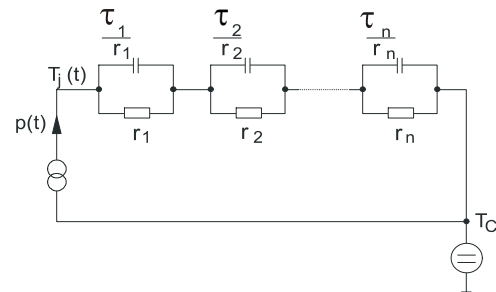 τ1 τ2 τn
r1 r2 rn
Tj(t)
r1 r2 rn
p(t)
TC